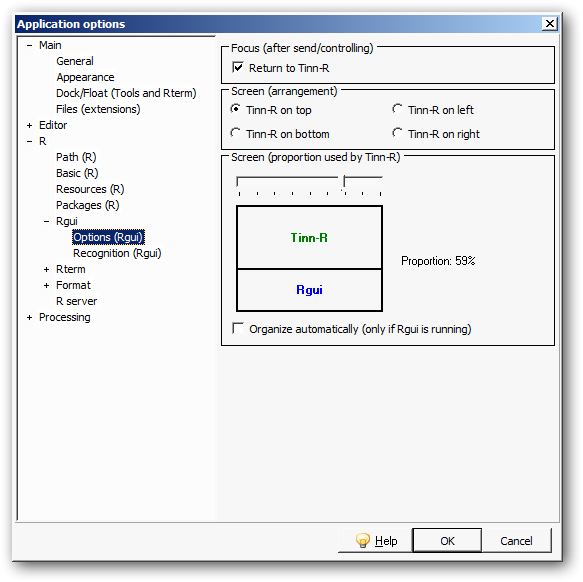 Application options
− Main
General
Appearance
Dock/Float (Tools and Rterm)
Files (extensions)
+ Editor
− R
Path (R)
Basic (R)
Resources (R)
Packages (R)
− Rgui
Options (Rgui)
Recognition (Rgui)
+ Rterm
+ Format
R server
+ Processing
Focus (after send/controlling)
Return to Tinn-R
Screen (arrangement)
Tinn-R on top Tinn-R on left
Tinn-R on bottom Tinn-R on right
Screen (proportion used by Tinn-R)
Tinn-R
Proportion: 59%
Rgui
Organize automatically (only if Rgui is running)
Help OK Cancel